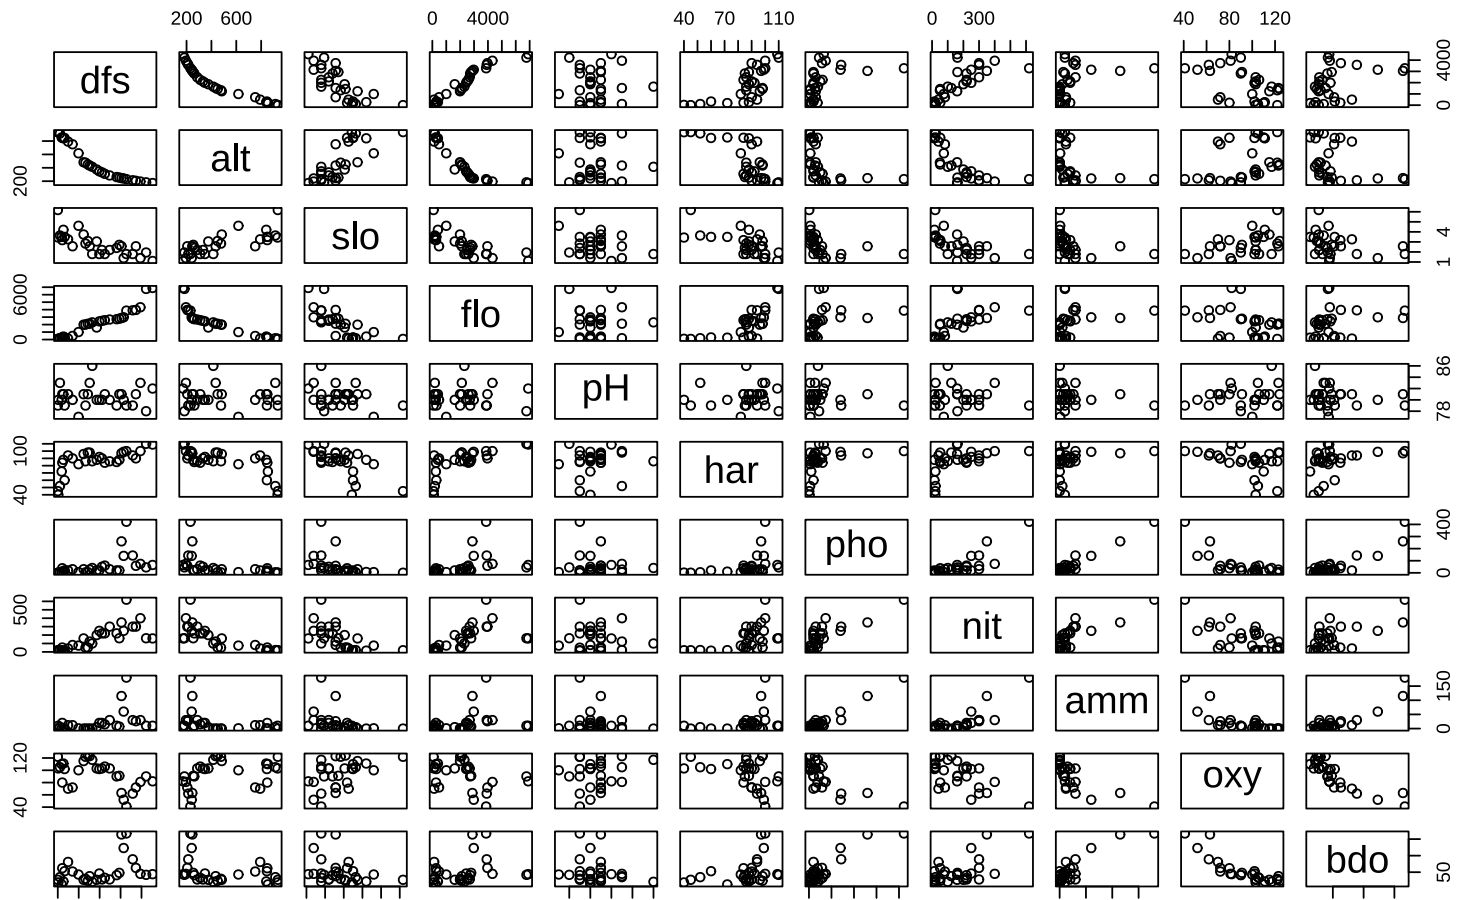 200 600 0 4000 40 70 110 0 300 40 80 120
dfs 0 4000
200 alt
slo 1 4
0 6000 flo
pH 78 86
40 100 har
pho 0 400
0 500 nit
amm 0 150
40 120 oxy
bdo 50